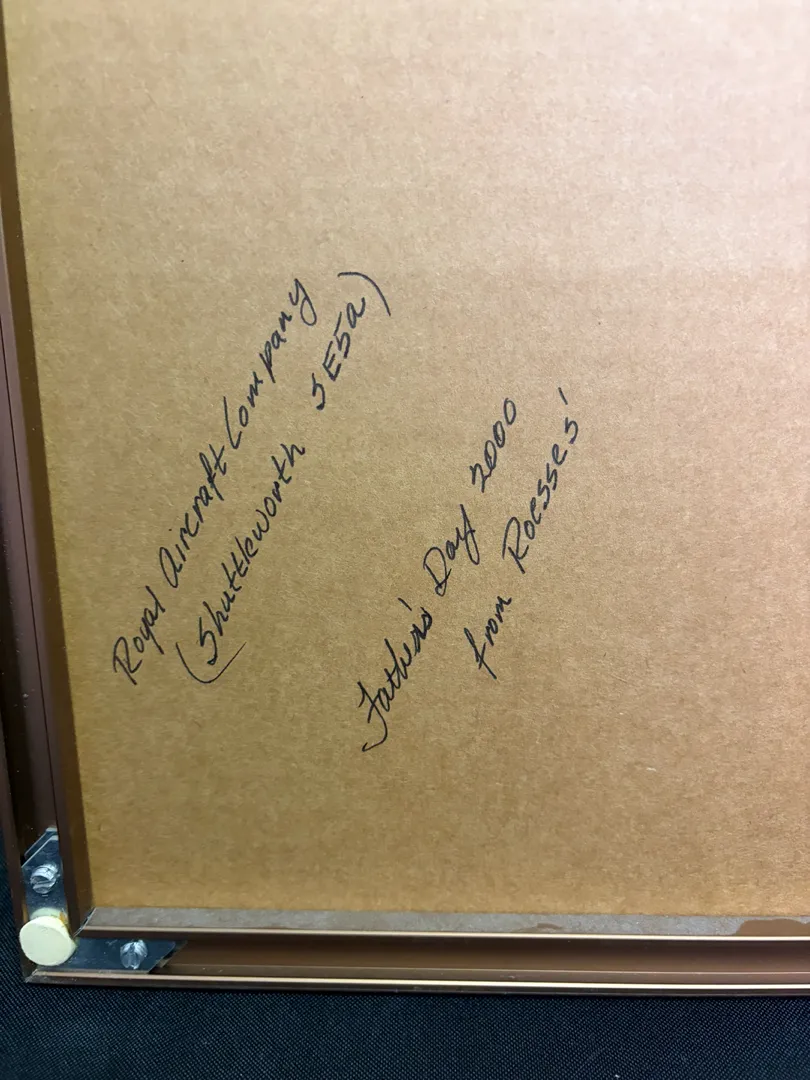 Royal Aircraft Company
(Shuttleworth SE5a)
Father's Day 2000
from Roesses'